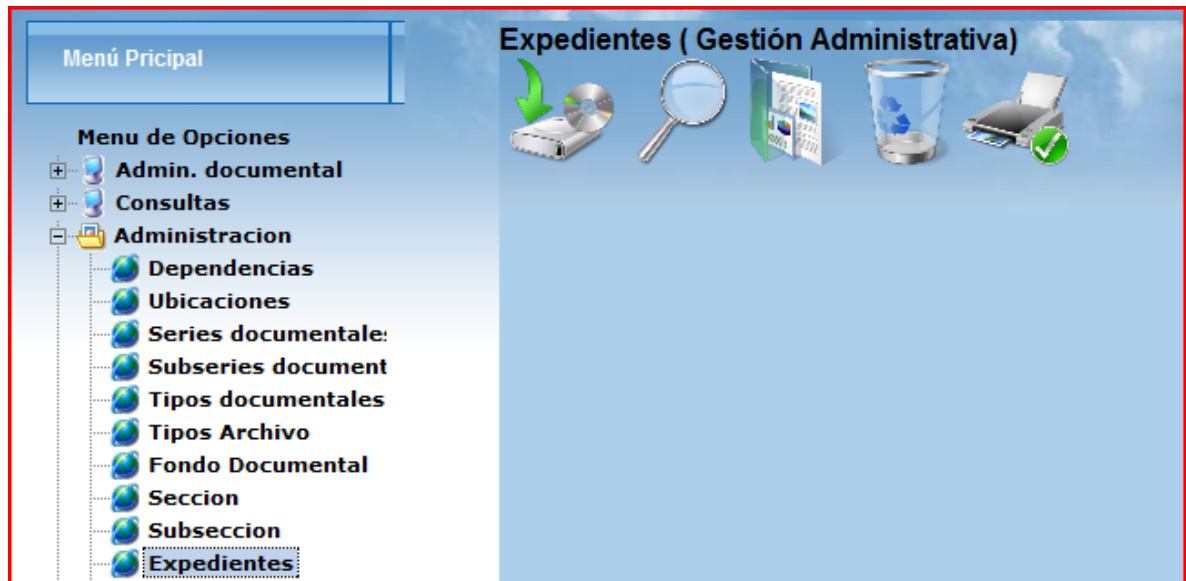 Menú Pricipal
Expedientes ( Gestión Administrativa)
Menu de Opciones
Admin. documental
Consultas
Administracion
Dependencias
Ubicaciones
Series documentale
Subseries document
Tipos documentales
Tipos Archivo
Fondo Documental
Seccion
Subseccion
Expedientes